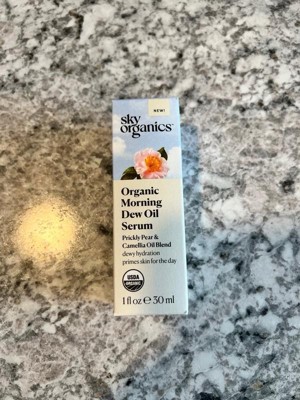 NEW!
sky
organics™
Organic
Morning
Dew Oil
Serum
Prickly Pear &
Camellia Oil Blend
dewy hydration
primes skin for the day
USDA
ORGANIC
1 fl oz ℮ 30 ml